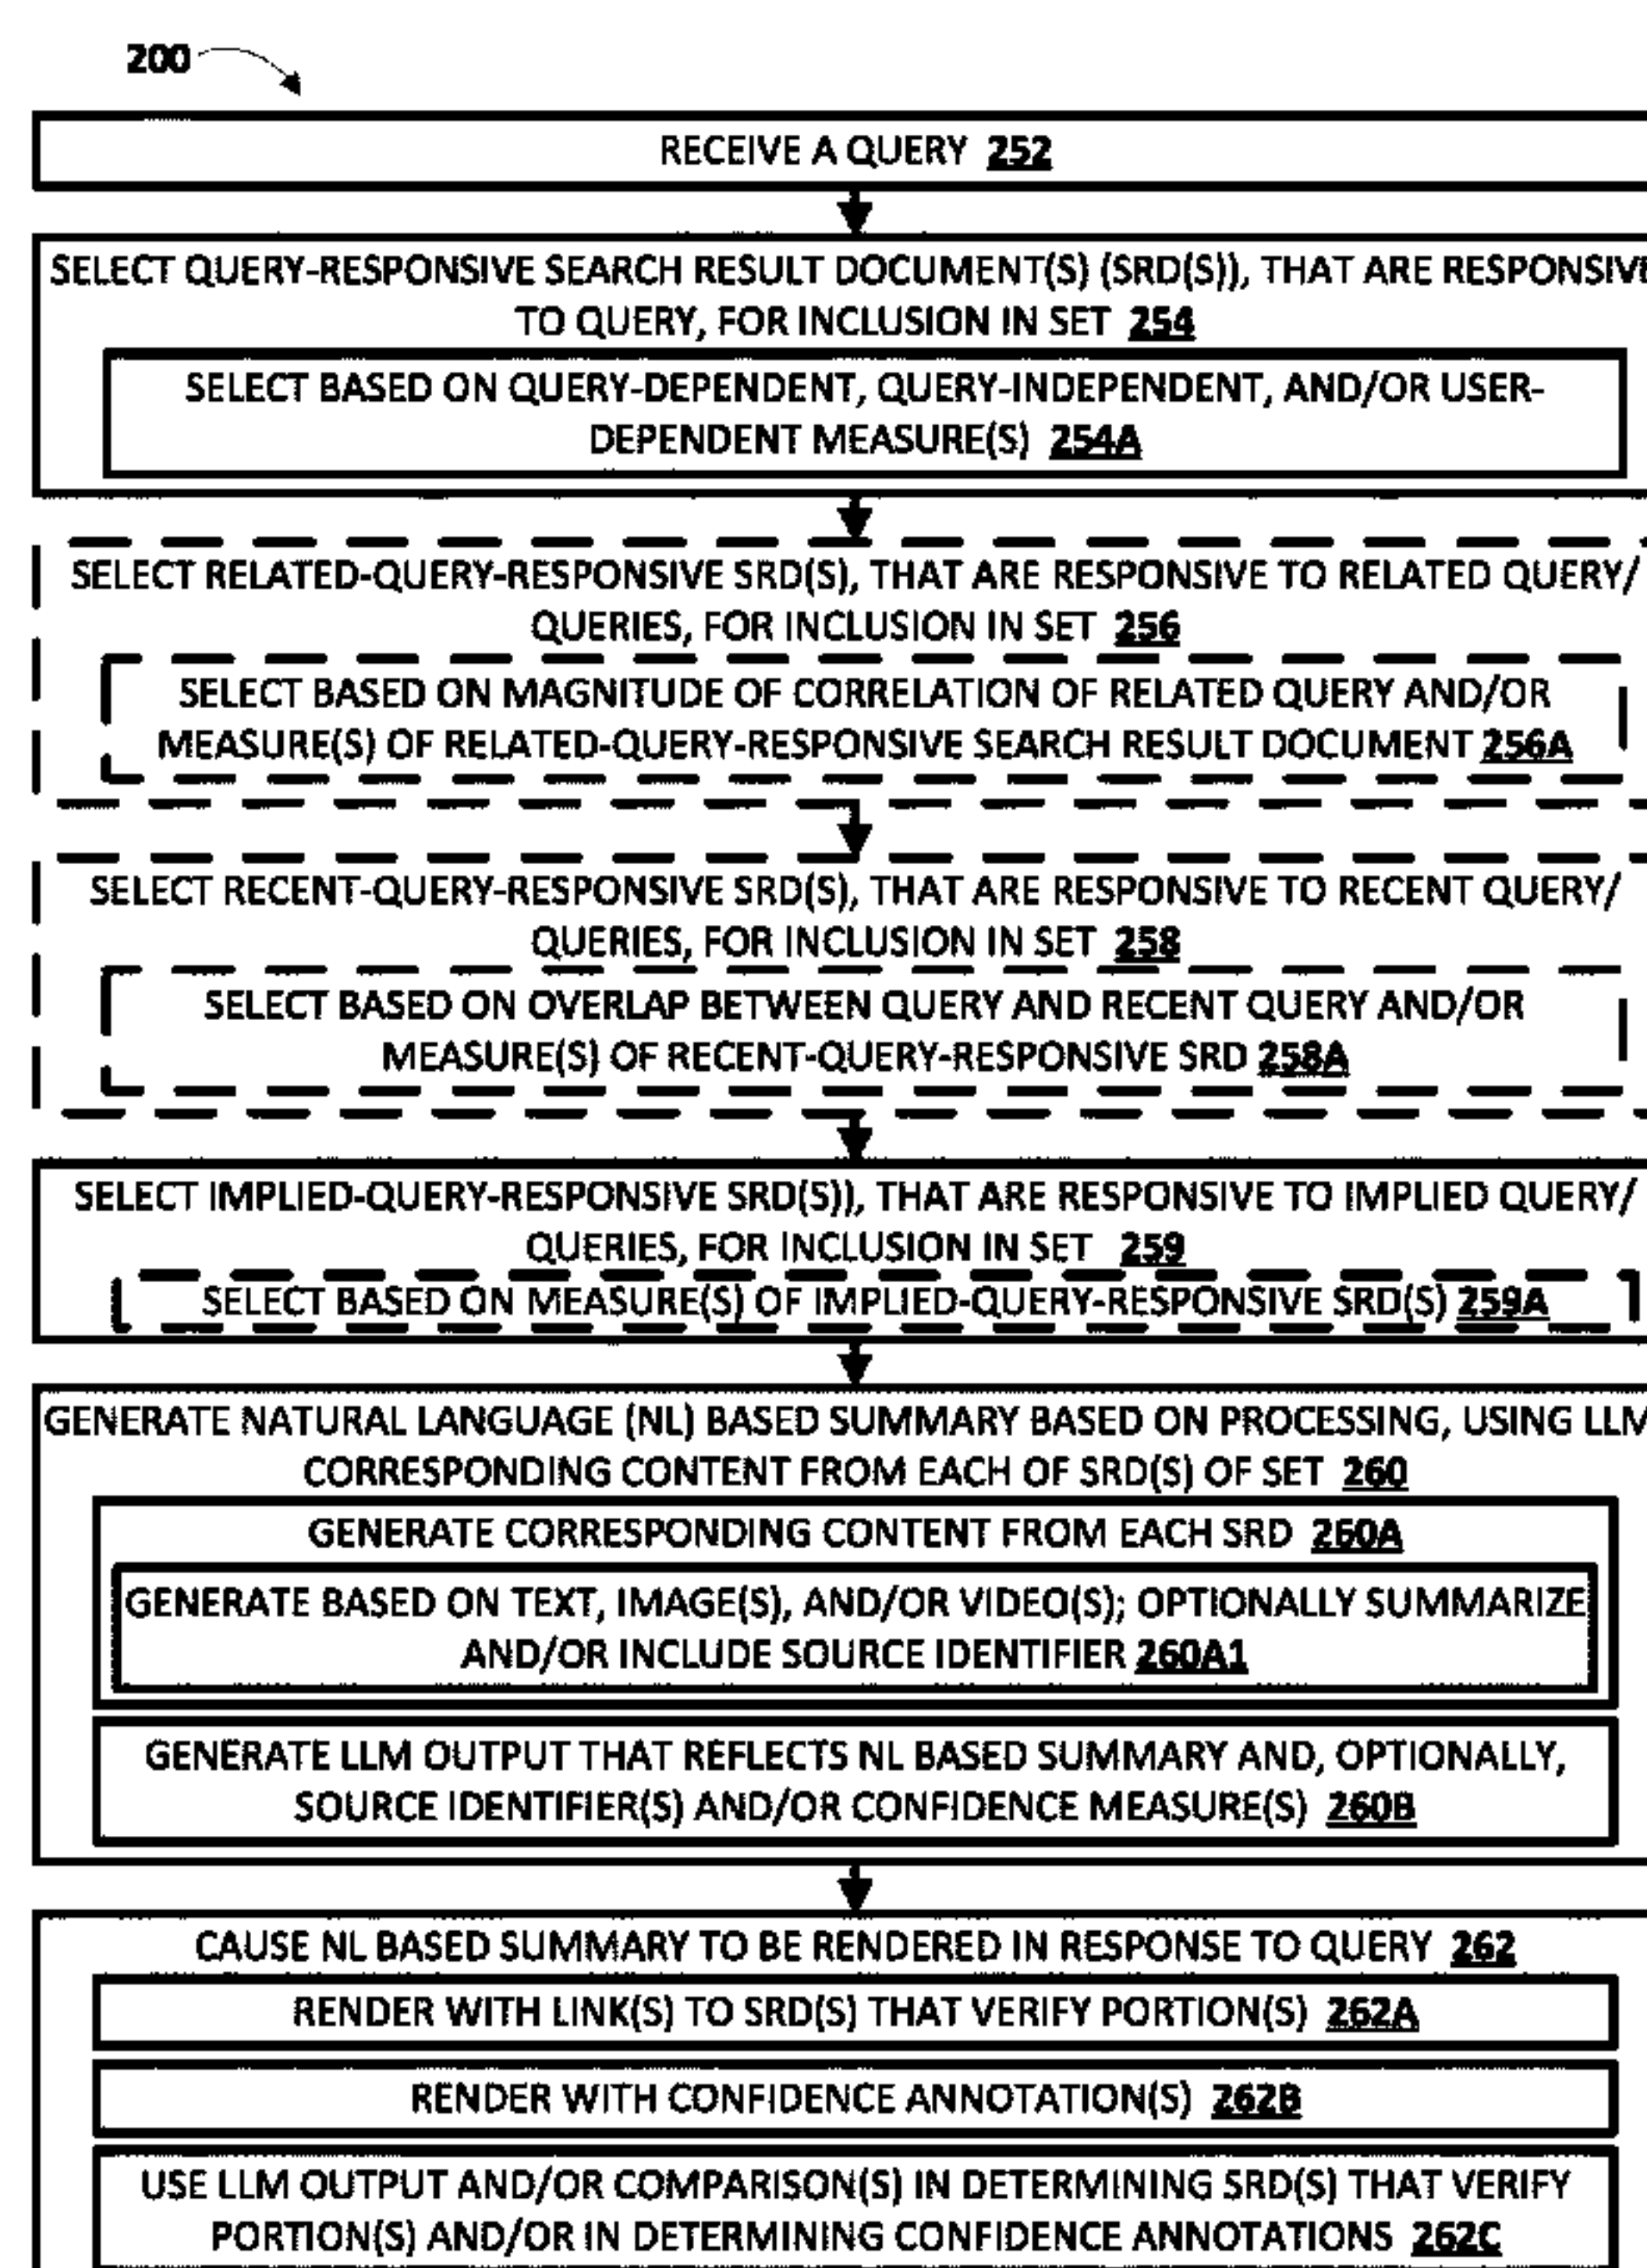 200
RECEIVE A QUERY 252
SELECT QUERY-RESPONSIVE SEARCH RESULT DOCUMENT(S) (SRD(S)), THAT ARE RESPONSIVE
TO QUERY, FOR INCLUSION IN SET 254
SELECT BASED ON QUERY-DEPENDENT, QUERY-INDEPENDENT, AND/OR USER-
DEPENDENT MEASURE(S) 254A
SELECT RELATED-QUERY-RESPONSIVE SRD(S), THAT ARE RESPONSIVE TO RELATED QUERY/
QUERIES, FOR INCLUSION IN SET 256
SELECT BASED ON MAGNITUDE OF CORRELATION OF RELATED QUERY AND/OR
MEASURE(S) OF RELATED-QUERY-RESPONSIVE SEARCH RESULT DOCUMENT 256A
SELECT RECENT-QUERY-RESPONSIVE SRD(S), THAT ARE RESPONSIVE TO RECENT QUERY/
QUERIES, FOR INCLUSION IN SET 258
SELECT BASED ON OVERLAP BETWEEN QUERY AND RECENT QUERY AND/OR
MEASURE(S) OF RECENT-QUERY-RESPONSIVE SRD 258A
SELECT IMPLIED-QUERY-RESPONSIVE SRD(S)), THAT ARE RESPONSIVE TO IMPLIED QUERY/
QUERIES, FOR INCLUSION IN SET 259
SELECT BASED ON MEASURE(S) OF IMPLIED-QUERY-RESPONSIVE SRD(S) 259A
GENERATE NATURAL LANGUAGE (NL) BASED SUMMARY BASED ON PROCESSING, USING LLM
CORRESPONDING CONTENT FROM EACH OF SRD(S) OF SET 260
GENERATE CORRESPONDING CONTENT FROM EACH SRD 260A
GENERATE BASED ON TEXT, IMAGE(S), AND/OR VIDEO(S); OPTIONALLY SUMMARIZE
AND/OR INCLUDE SOURCE IDENTIFIER 260A1
GENERATE LLM OUTPUT THAT REFLECTS NL BASED SUMMARY AND, OPTIONALLY,
SOURCE IDENTIFIER(S) AND/OR CONFIDENCE MEASURE(S) 260B
CAUSE NL BASED SUMMARY TO BE RENDERED IN RESPONSE TO QUERY 262
RENDER WITH LINK(S) TO SRD(S) THAT VERIFY PORTION(S) 262A
RENDER WITH CONFIDENCE ANNOTATION(S) 262B
USE LLM OUTPUT AND/OR COMPARISON(S) IN DETERMINING SRD(S) THAT VERIFY
PORTION(S) AND/OR IN DETERMINING CONFIDENCE ANNOTATIONS 262C